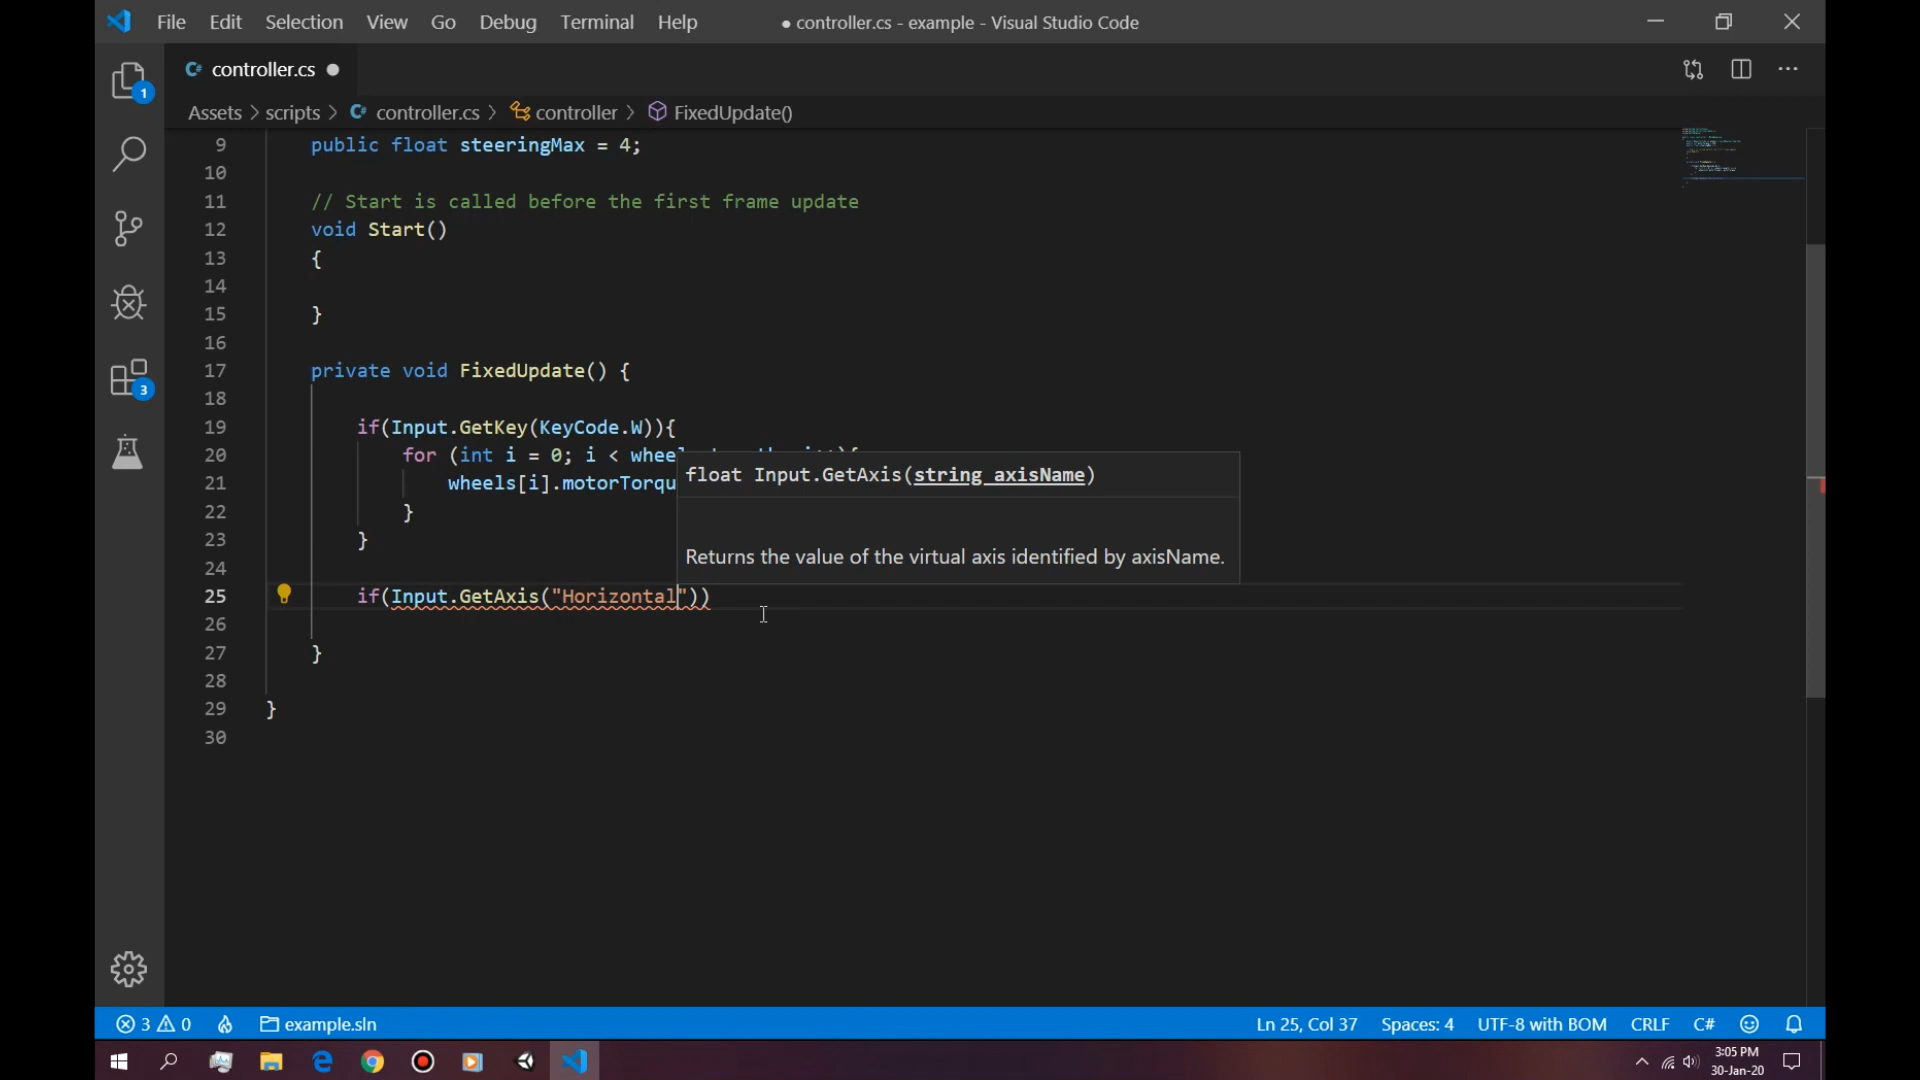 File Edit Selection View Go Debug Terminal Help ● controller.cs - example - Visual Studio Code
controller.cs ●
Assets > scripts > controller.cs > controller > FixedUpdate()
9 public float steeringMax = 4;
10
11 // Start is called before the first frame update
12 void Start()
13 {
14
15 }
16
17 private void FixedUpdate() {
18
19 if(Input.GetKey(KeyCode.W)){
20 for (int i = 0; i <
21 wheels[i].motorTorqu
22 }
23 }
24
25 if(Input.GetAxis("Horizontal"))
26
27 }
28
29 }
30
float Input.GetAxis(string axisName)
Returns the value of the virtual axis identified by axisName.
1
3
3 0 example.sln Ln 25, Col 37 Spaces: 4 UTF-8 with BOM CRLF C#
3:05 PM
30-Jan-20